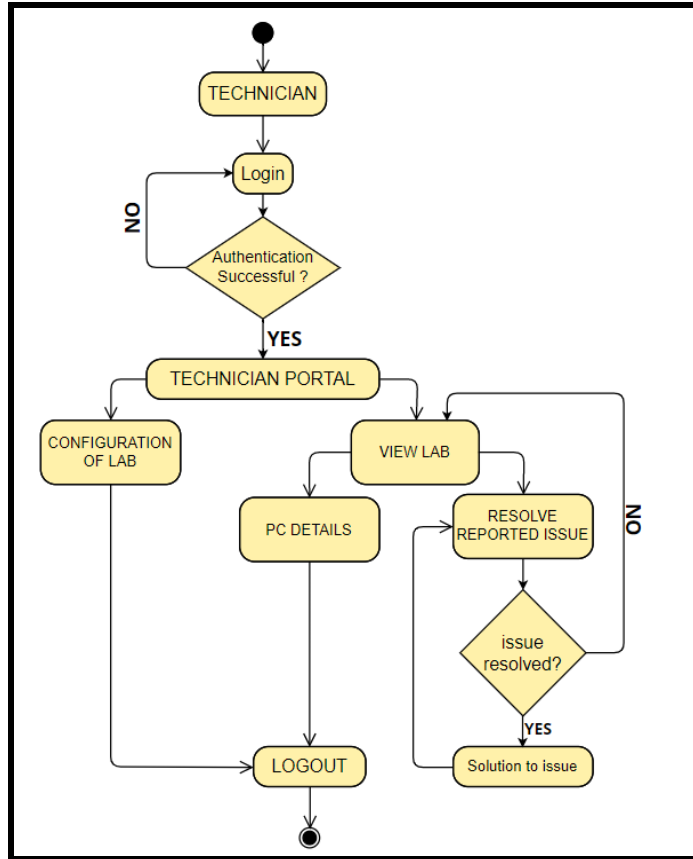 TECHNICIAN
Login
NO
Authentication
Successful ?
YES
TECHNICIAN PORTAL
CONFIGURATION
OF LAB
VIEW LAB
PC DETAILS
RESOLVE
REPORTED ISSUE
NO
issue
resolved?
YES
LOGOUT
Solution to issue